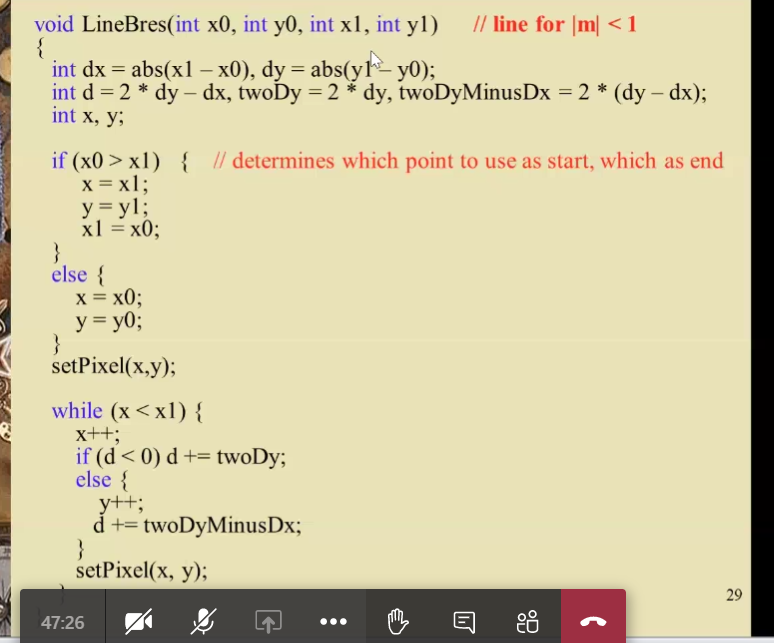 void LineBres(int x0, int y0, int x1, int y1) // line for |m| < 1
{
int dx = abs(x1 – x0), dy = abs(y1 – y0);
int d = 2 * dy – dx, twoDy = 2 * dy, twoDyMinusDx = 2 * (dy – dx);
int x, y;
if (x0 > x1) { // determines which point to use as start, which as end
x = x1;
y = y1;
x1 = x0;
}
else {
x = x0;
y = y0;
}
setPixel(x,y);
while (x < x1) {
x++;
if (d < 0) d += twoDy;
else {
y++;
d += twoDyMinusDx;
}
setPixel(x, y);
}
29
47:26